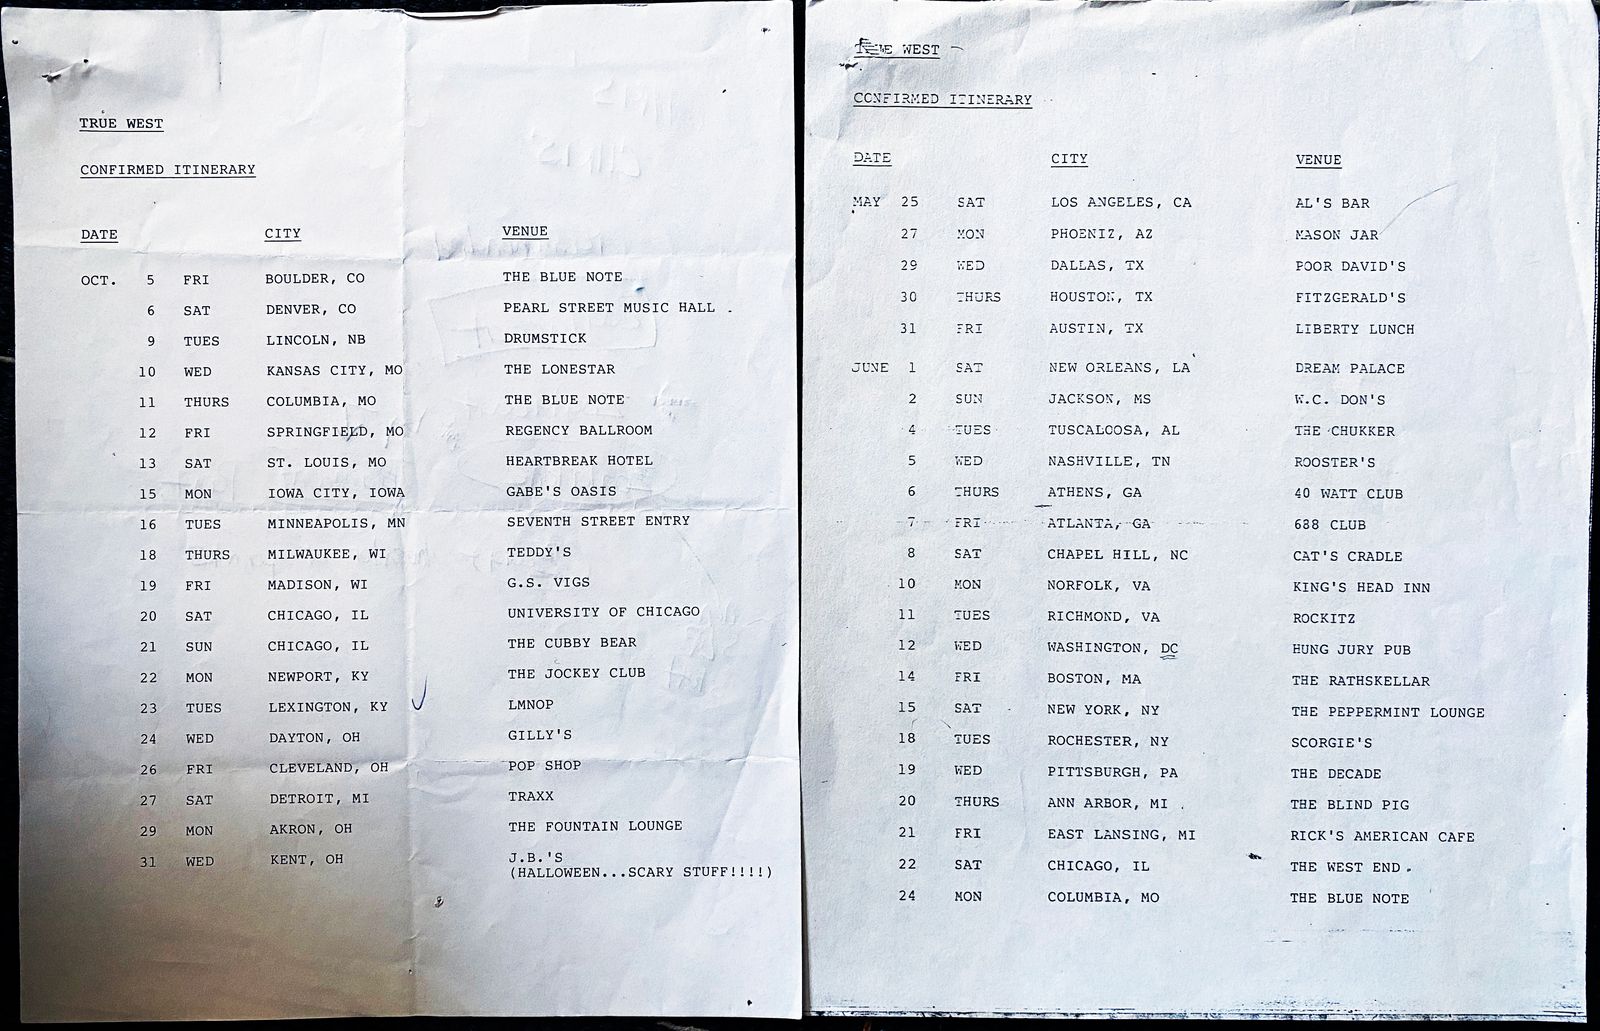 TRUE WEST
CONFIRMED ITINERARY
DATE CITY VENUE
OCT. 5 FRI BOULDER, CO THE BLUE NOTE
6 SAT DENVER, CO PEARL STREET MUSIC HALL .
9 TUES LINCOLN, NB DRUMSTICK
10 WED KANSAS CITY, MO THE LONESTAR
11 THURS COLUMBIA, MO THE BLUE NOTE
12 FRI SPRINGFIELD, MO REGENCY BALLROOM
13 SAT ST. LOUIS, MO HEARTBREAK HOTEL
15 MON IOWA CITY, IOWA GABE'S OASIS
16 TUES MINNEAPOLIS, MN SEVENTH STREET ENTRY
18 THURS MILWAUKEE, WI TEDDY'S
19 FRI MADISON, WI G.S. VIGS
20 SAT CHICAGO, IL UNIVERSITY OF CHICAGO
21 SUN CHICAGO, IL THE CUBBY BEAR
22 MON NEWPORT, KY THE JOCKEY CLUB
23 TUES LEXINGTON, KY LMNOP
24 WED DAYTON, OH GILLY'S
26 FRI CLEVELAND, OH POP SHOP
27 SAT DETROIT, MI TRAXX
29 MON AKRON, OH THE FOUNTAIN LOUNGE
31 WED KENT, OH J.B.'S
(HALLOWEEN...SCARY STUFF!!!!)
TRUE WEST
CONFIRMED ITINERARY
DATE CITY VENUE
MAY 25 SAT LOS ANGELES, CA AL'S BAR
27 MON PHOENIZ, AZ MASON JAR
29 WED DALLAS, TX POOR DAVID'S
30 THURS HOUSTON, TX FITZGERALD'S
31 FRI AUSTIN, TX LIBERTY LUNCH
JUNE 1 SAT NEW ORLEANS, LA DREAM PALACE
2 SUN JACKSON, MS W.C. DON'S
4 TUES TUSCALOOSA, AL THE CHUKKER
5 WED NASHVILLE, TN ROOSTER'S
6 THURS ATHENS, GA 40 WATT CLUB
7 FRI ATLANTA, GA 688 CLUB
8 SAT CHAPEL HILL, NC CAT'S CRADLE
10 MON NORFOLK, VA KING'S HEAD INN
11 TUES RICHMOND, VA ROCKITZ
12 WED WASHINGTON, DC HUNG JURY PUB
14 FRI BOSTON, MA THE RATHSKELLAR
15 SAT NEW YORK, NY THE PEPPERMINT LOUNGE
18 TUES ROCHESTER, NY SCORGIE'S
19 WED PITTSBURGH, PA THE DECADE
20 THURS ANN ARBOR, MI THE BLIND PIG
21 FRI EAST LANSING, MI RICK'S AMERICAN CAFE
22 SAT CHICAGO, IL THE WEST END
24 MON COLUMBIA, MO THE BLUE NOTE